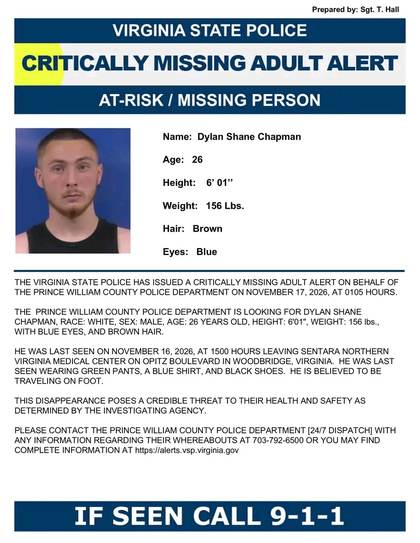 Prepared by: Sgt. T. Hall
VIRGINIA STATE POLICE
CRITICALLY MISSING ADULT ALERT
AT-RISK / MISSING PERSON
Name: Dylan Shane Chapman
Age: 26
Height: 6' 01"
Weight: 156 Lbs.
Hair: Brown
Eyes: Blue
THE VIRGINIA STATE POLICE HAS ISSUED A CRITICALLY MISSING ADULT ALERT ON BEHALF OF
THE PRINCE WILLIAM COUNTY POLICE DEPARTMENT ON NOVEMBER 17, 2026, AT 0105 HOURS.
THE PRINCE WILLIAM COUNTY POLICE DEPARTMENT IS LOOKING FOR DYLAN SHANE
CHAPMAN, RACE: WHITE, SEX: MALE, AGE: 26 YEARS OLD, HEIGHT: 6'01", WEIGHT: 156 lbs.,
WITH BLUE EYES, AND BROWN HAIR.
HE WAS LAST SEEN ON NOVEMBER 16, 2026, AT 1500 HOURS LEAVING SENTARA NORTHERN
VIRGINIA MEDICAL CENTER ON OPITZ BOULEVARD IN WOODBRIDGE, VIRGINIA. HE WAS LAST
SEEN WEARING GREEN PANTS, A BLUE SHIRT, AND BLACK SHOES. HE IS BELIEVED TO BE
TRAVELING ON FOOT.
THIS DISAPPEARANCE POSES A CREDIBLE THREAT TO THEIR HEALTH AND SAFETY AS
DETERMINED BY THE INVESTIGATING AGENCY.
PLEASE CONTACT THE PRINCE WILLIAM COUNTY POLICE DEPARTMENT [24/7 DISPATCH] WITH
ANY INFORMATION REGARDING THEIR WHEREABOUTS AT 703-792-6500 OR YOU MAY FIND
COMPLETE INFORMATION AT https://alerts.vsp.virginia.gov
IF SEEN CALL 9-1-1